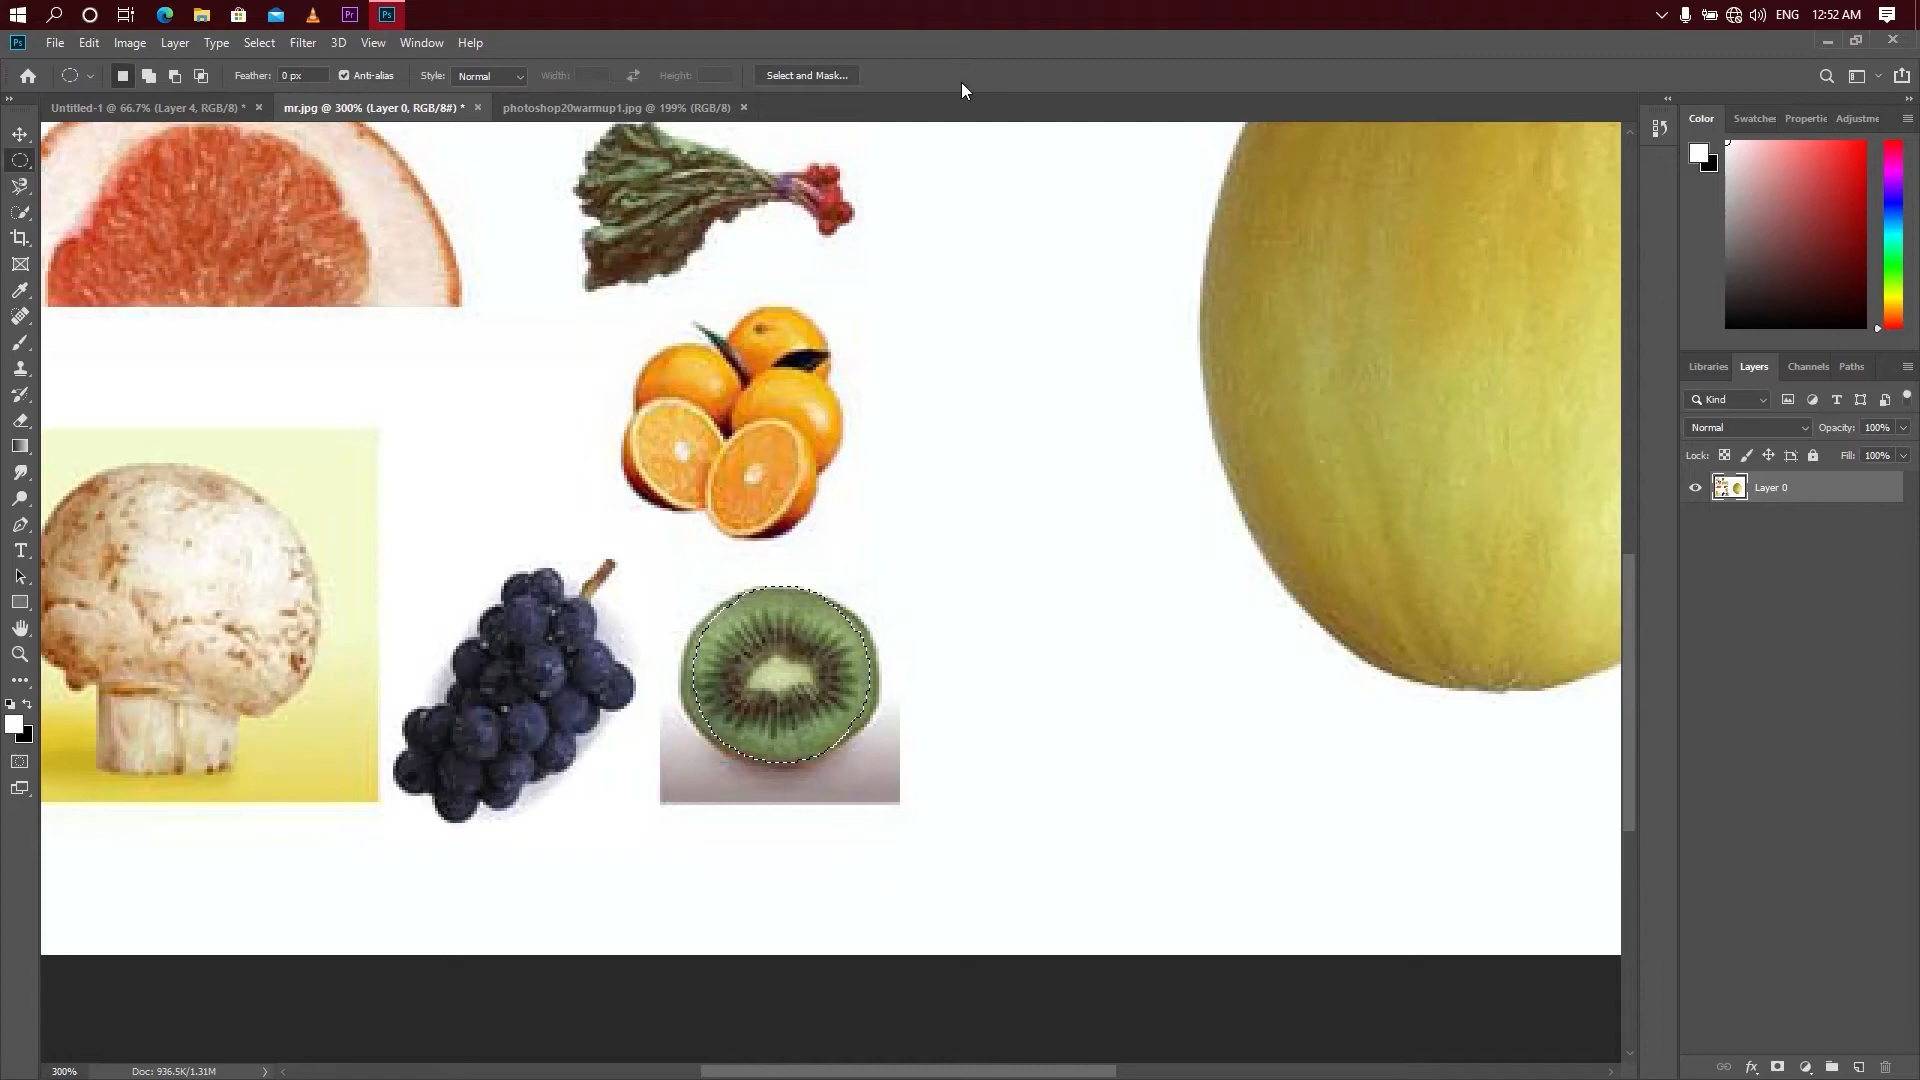 Pr
Ps
ENG
12:52 AM
Ps
File
Edit
Image
Layer
Type
Select
Filter
3D
View
Window
Help
Feather: 0 px
Anti-alias
Style: Normal
Width:
Height:
Select and Mask...
Untitled-1 @ 66.7% (Layer 4, RGB/8) *
mr.jpg @ 300% (Layer 0, RGB/8#) *
photoshop20warmup1.jpg @ 199% (RGB/8)
Color
Swatches
Propertie
Adjustme
Libraries
Layers
Channels
Paths
Kind
Normal
Opacity: 100%
Lock:
Fill: 100%
Layer 0
300%
Doc: 936.5K/1.31M